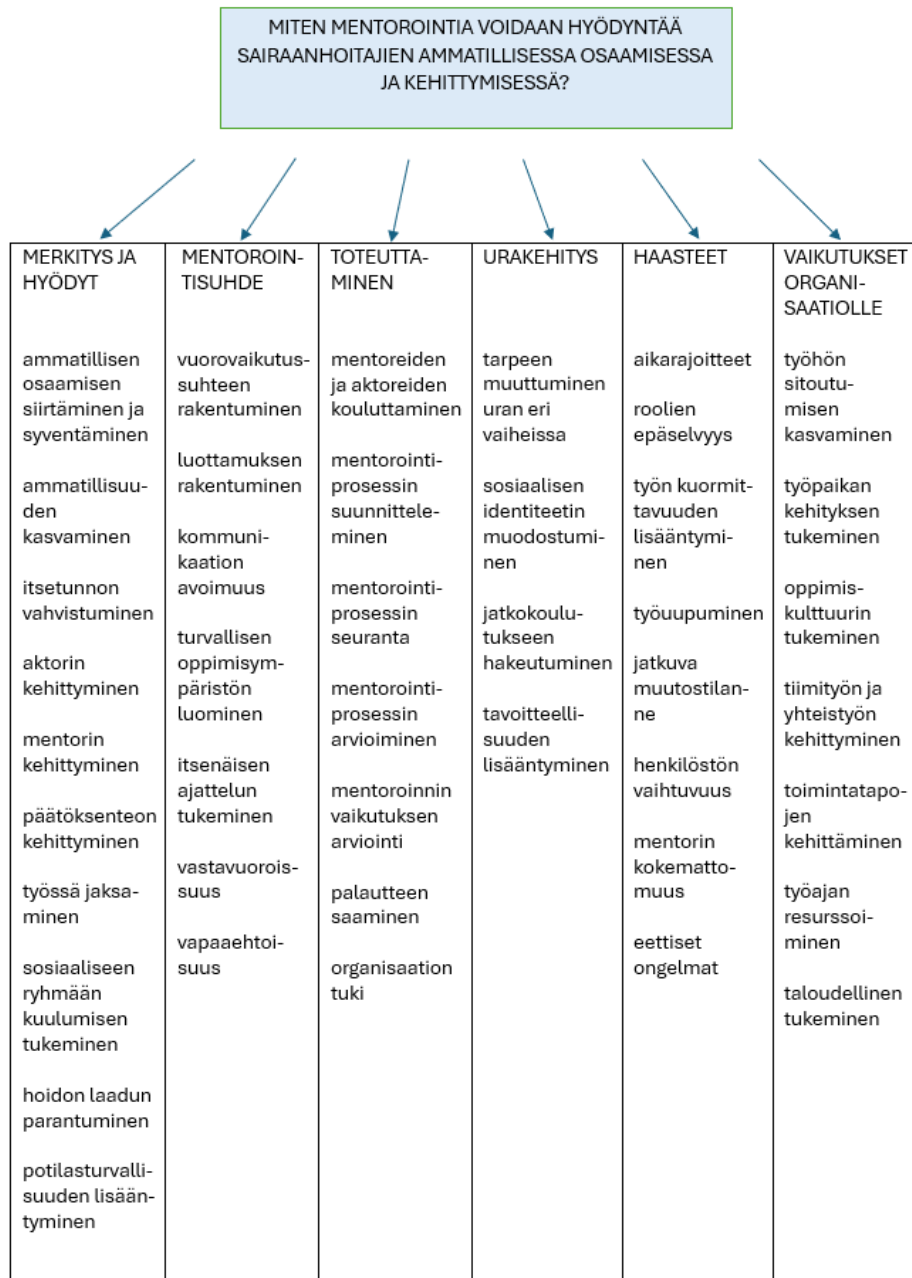 MITEN MENTOROINTIA VOIDAAN HYÖDYNTÄÄ
SAIRAANHOITAJIEN AMMATILLISESSA OSAAMISESSA
JA KEHITTYMISESSÄ?
MERKITYS JA
HYÖDYT
ammatillisen
osaamisen
siirtäminen ja
syventäminen
ammatillisuu-
den
kasvaminen
itsetunnon
vahvistuminen
aktorin
kehittyminen
mentorin
kehittyminen
päätöksenteon
kehittyminen
työssä jaksa-
minen
sosiaaliseen
ryhmään
kuulumisen
tukeminen
hoidon laadun
parantuminen
potilasturvalli-
suuden lisään-
tyminen
MENTOROIN-
TISUHDE
vuorovaikutus-
suhteen
rakentuminen
luottamuksen
rakentuminen
kommuni-
kaation
avoimuus
turvallisen
oppimisym-
päristön
luominen
itsenäisen
ajattelun
tukeminen
vastavuorois-
suus
vapaaehtoi-
suus
TOTEUTTA-
MINEN
mentoreiden
ja aktoreiden
kouluttaminen
mentorointi-
prosessin
suunnittele-
minen
mentorointi-
prosessin
seuranta
mentorointi-
prosessin
arvioiminen
mentoroinnin
vaikutuksen
arviointi
palautteen
saaminen
organisaation
tuki
URAKEHITYS
tarpeen
muuttuminen
uran eri
vaiheissa
sosiaalisen
identiteetin
muodostumi-
nen
jatkokoulu-
tukseen
hakeutuminen
tavoitteelli-
suuden
lisääntyminen
HAASTEET
aikarajoitteet
roolien
epäselvyys
työn kuormit-
tavuuden
lisääntymi-
nen
työuupuminen
jatkuva
muutostilan-
ne
henkilöstön
vaihtuvuus
mentorin
kokematto-
muus
eettiset
ongelmat
VAIKUTUKSET
ORGANI-
SAATIOLLE
työhön
sitoutu-
misen
kasvaminen
työpaikan
kehityksen
tukeminen
oppimis-
kulttuurin
tukeminen
tiimityön ja
yhteistyön
kehittyminen
toimintatapo-
jen
kehittäminen
työajan
resurssoi-
minen
taloudellinen
tukeminen